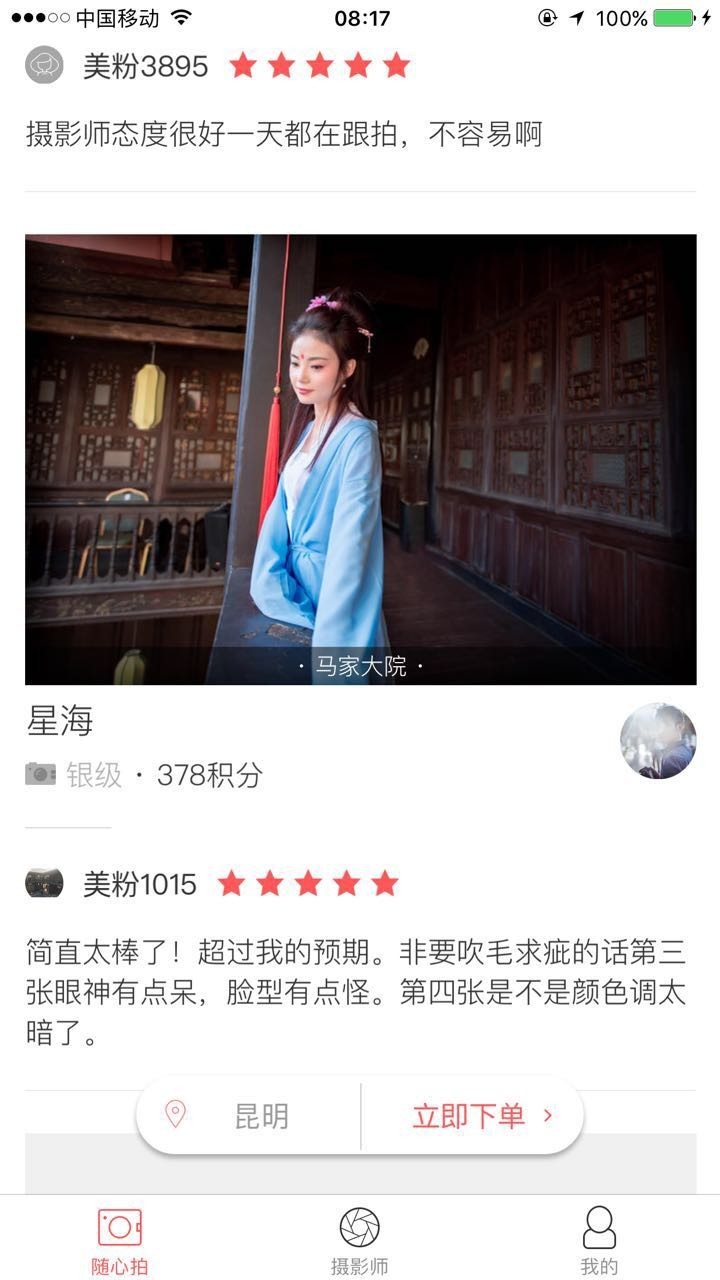 中国移动 08:17 100%
美粉3895
摄影师态度很好一天都在跟拍，不容易啊
· 马家大院 ·
星海
银级 · 378积分
美粉1015
简直太棒了！超过我的预期。非要吹毛求疵的话第三
张眼神有点呆，脸型有点怪。第四张是不是颜色调太
暗了。
昆明 立即下单 ›
随心拍 摄影师 我的